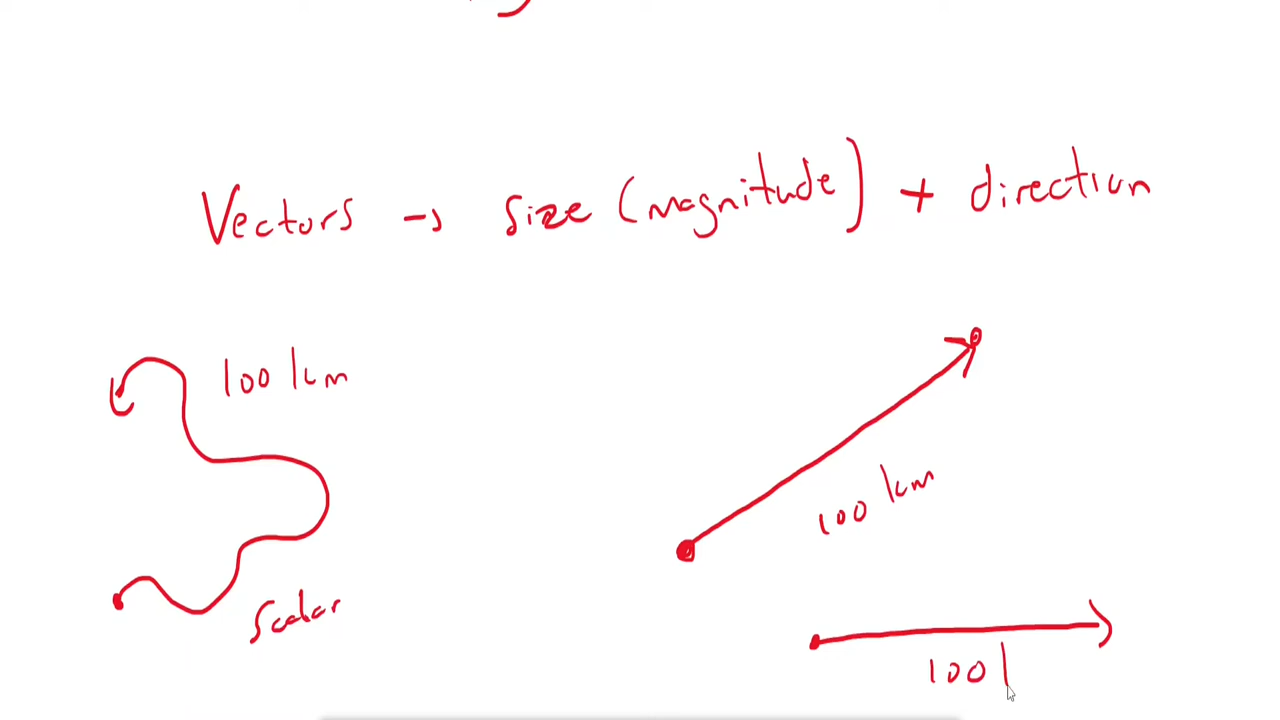 Vectors → size (magnitude) + direction
100 km
100 km
scalar
100